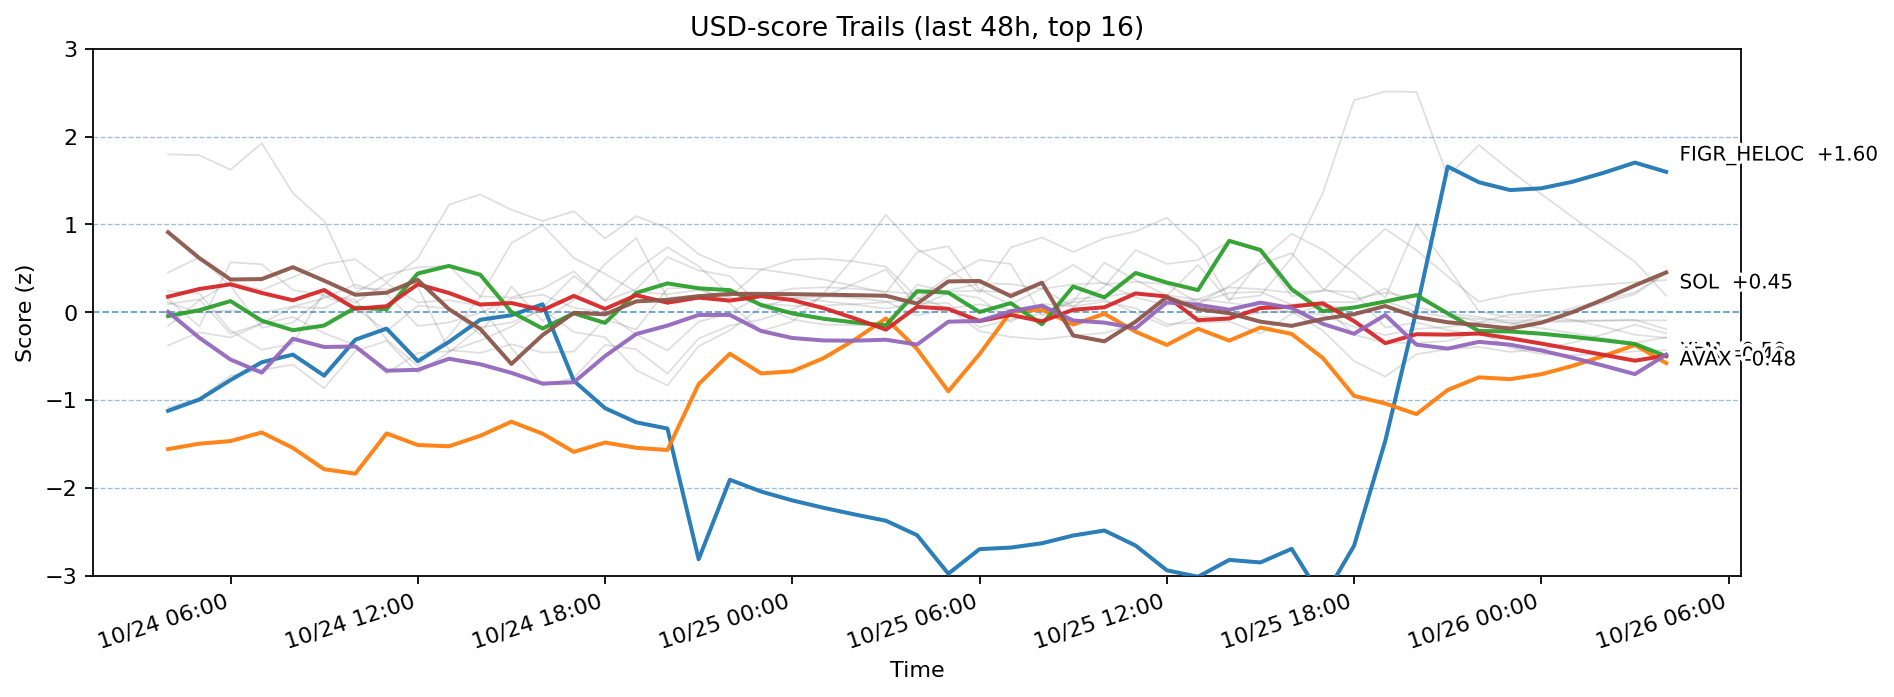 USD-score Trails (last 48h, top 16)
Score (z)
3
2
1
0
−1
−2
−3
FIGR_HELOC +1.60
SOL +0.45
AVAX -0.48
10/24 06:00
10/24 12:00
10/24 18:00
10/25 00:00
10/25 06:00
10/25 12:00
10/25 18:00
10/26 00:00
10/26 06:00
Time